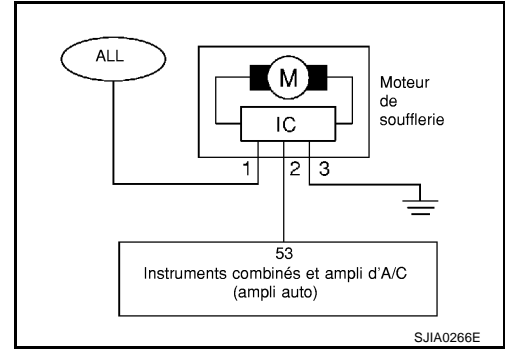 ALL
M
Moteur
de
soufflerie
IC
1 2 3
53
Instruments combinés et ampli d'A/C
(ampli auto)
SJIA0266E